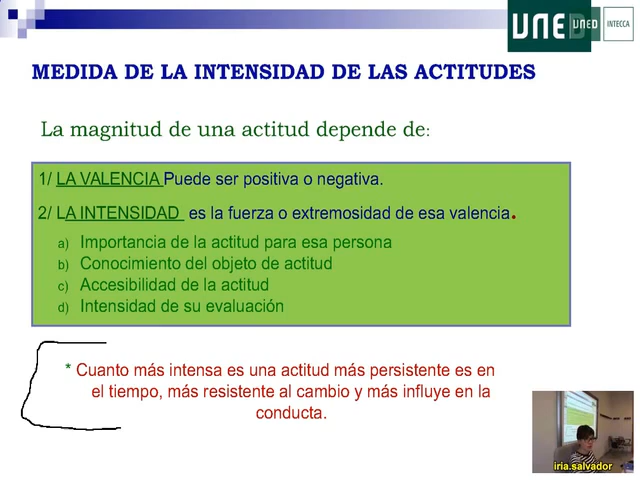 UNED
UNED
INTECCA
MEDIDA DE LA INTENSIDAD DE LAS ACTITUDES
La magnitud de una actitud depende de:
1/ LA VALENCIA Puede ser positiva o negativa.
2/ LA INTENSIDAD es la fuerza o extremosidad de esa valencia.
a) Importancia de la actitud para esa persona
b) Conocimiento del objeto de actitud
c) Accesibilidad de la actitud
d) Intensidad de su evaluación
* Cuanto más intensa es una actitud más persistente es en
el tiempo, más resistente al cambio y más influye en la
conducta.
iria.salvador